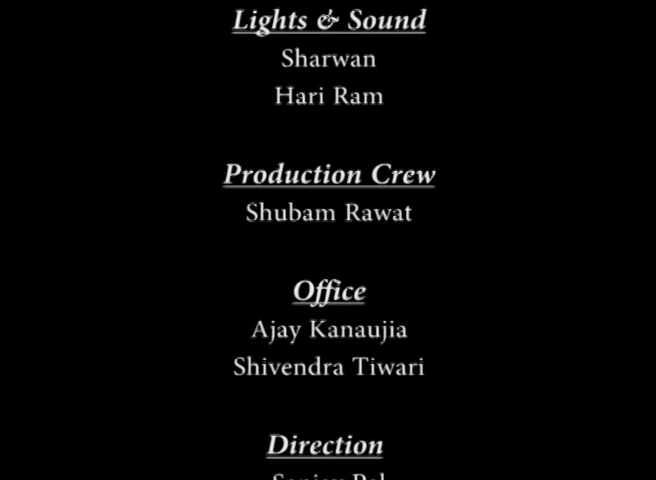 Lights & Sound
Sharwan
Hari Ram
Production Crew
Shubam Rawat
Office
Ajay Kanaujia
Shivendra Tiwari
Direction